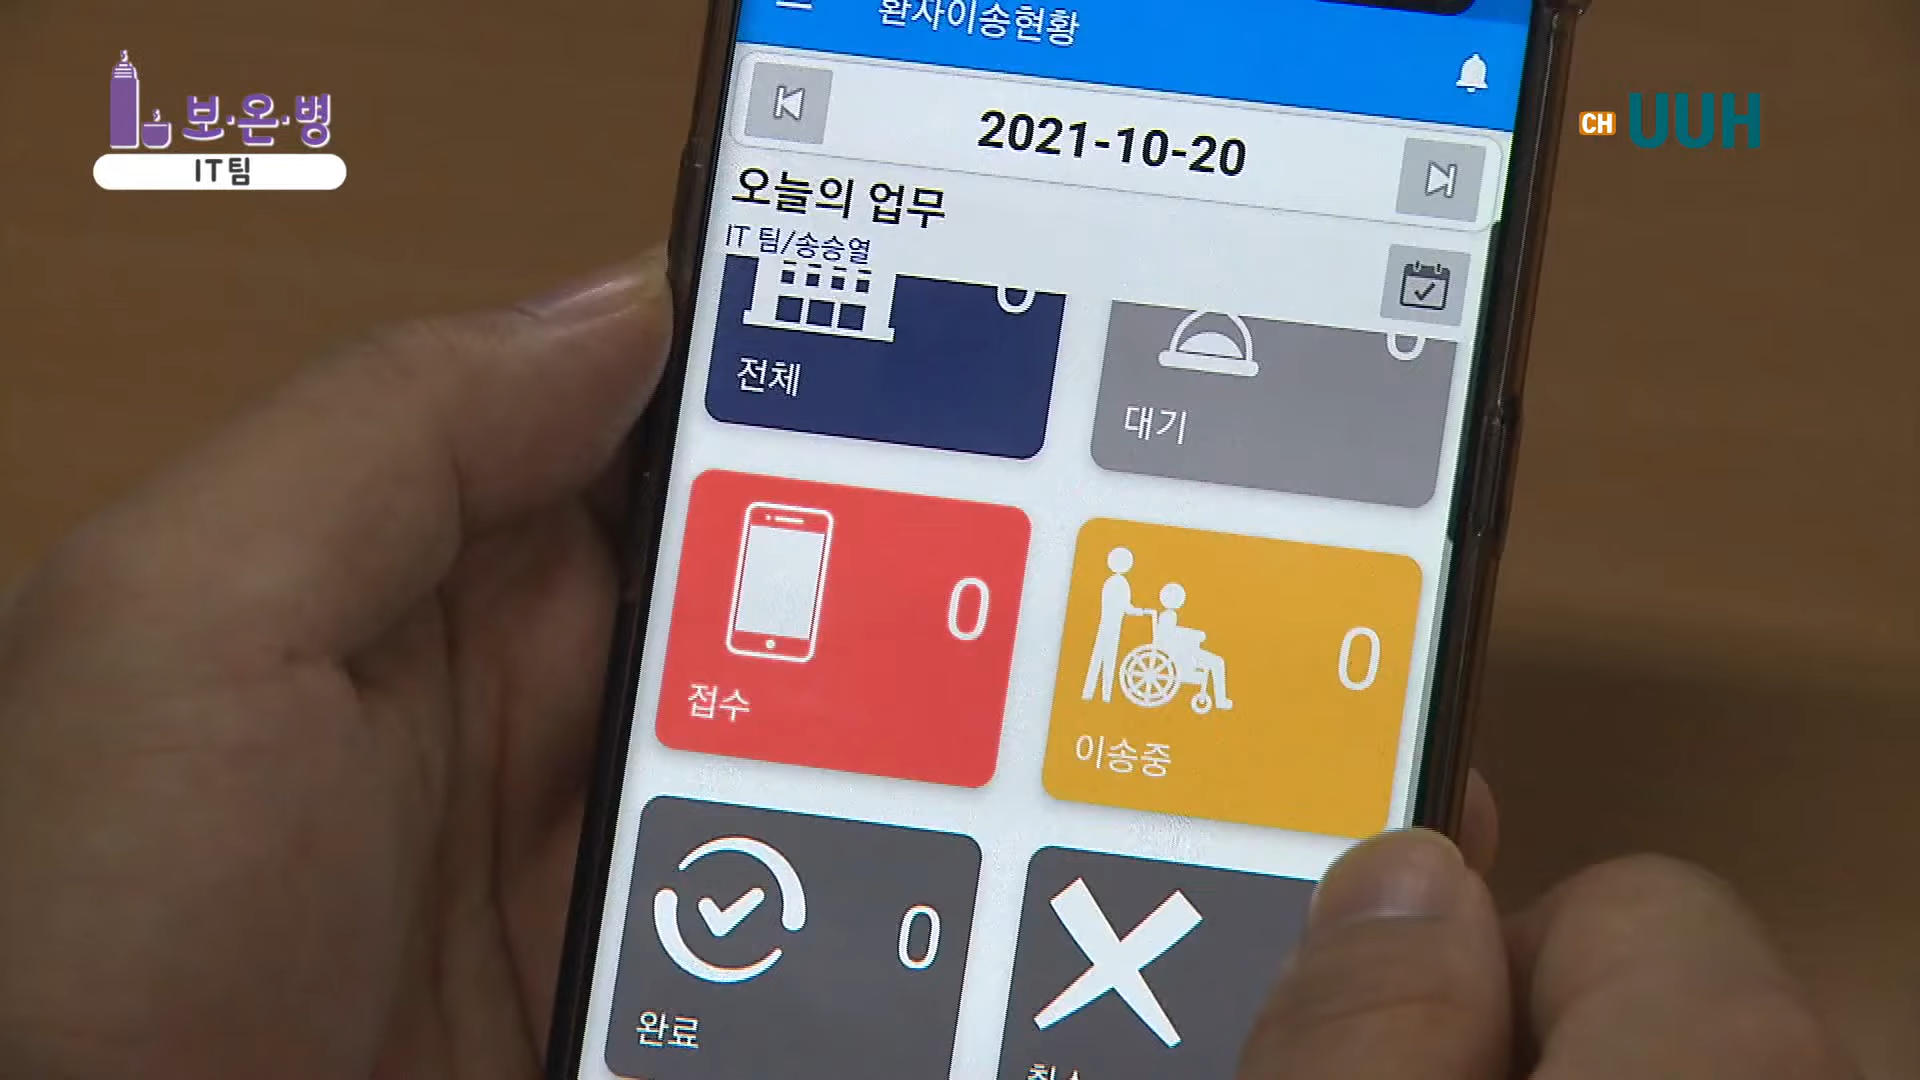 보·온·병
IT팀
CH UUH
환자이송현황
2021-10-20
오늘의 업무
IT 팀/송승열
0
전체
0
대기
0
접수
0
이송중
0
완료